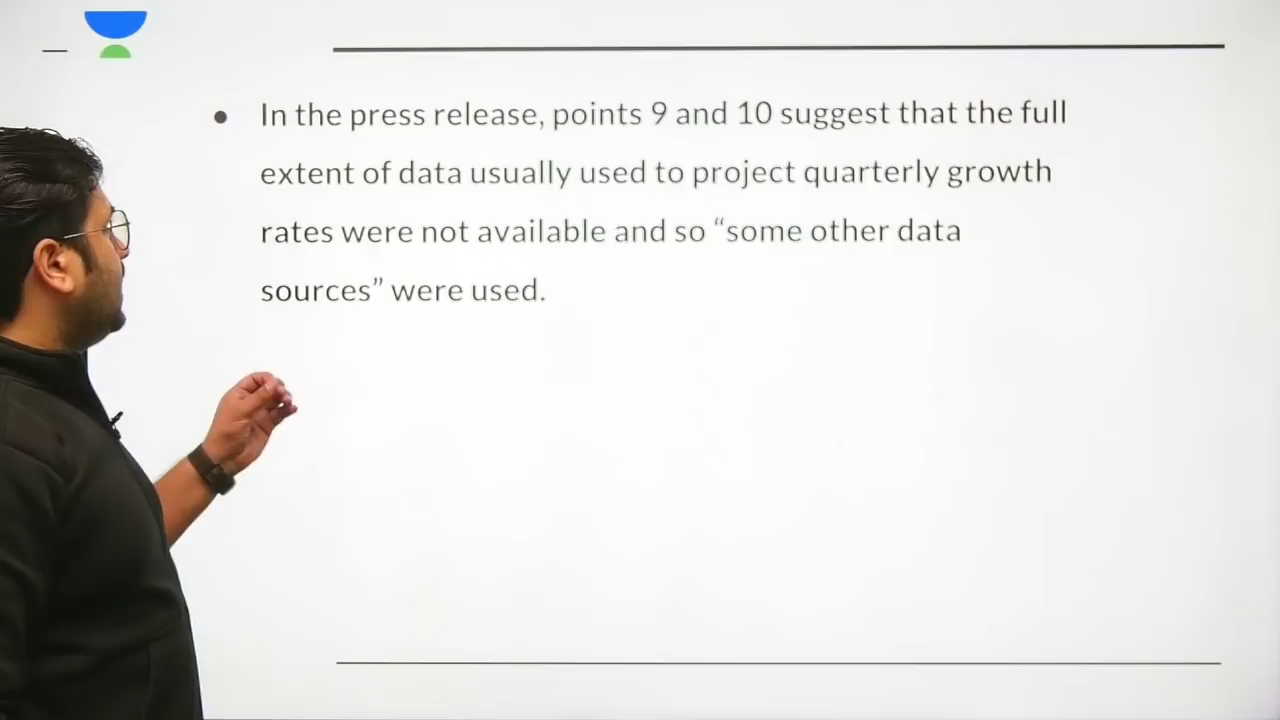 ● In the press release, points 9 and 10 suggest that the full
extent of data usually used to project quarterly growth
rates were not available and so “some other data
sources” were used.